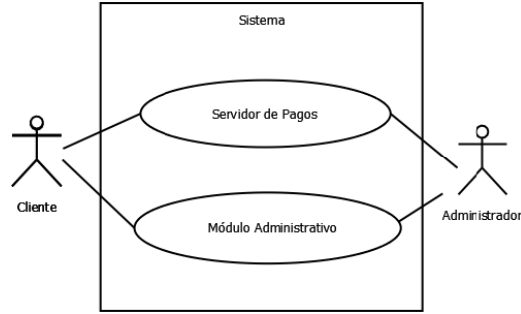 Sistema
Servidor de Pagos
Cliente
Administrador
Módulo Administrativo